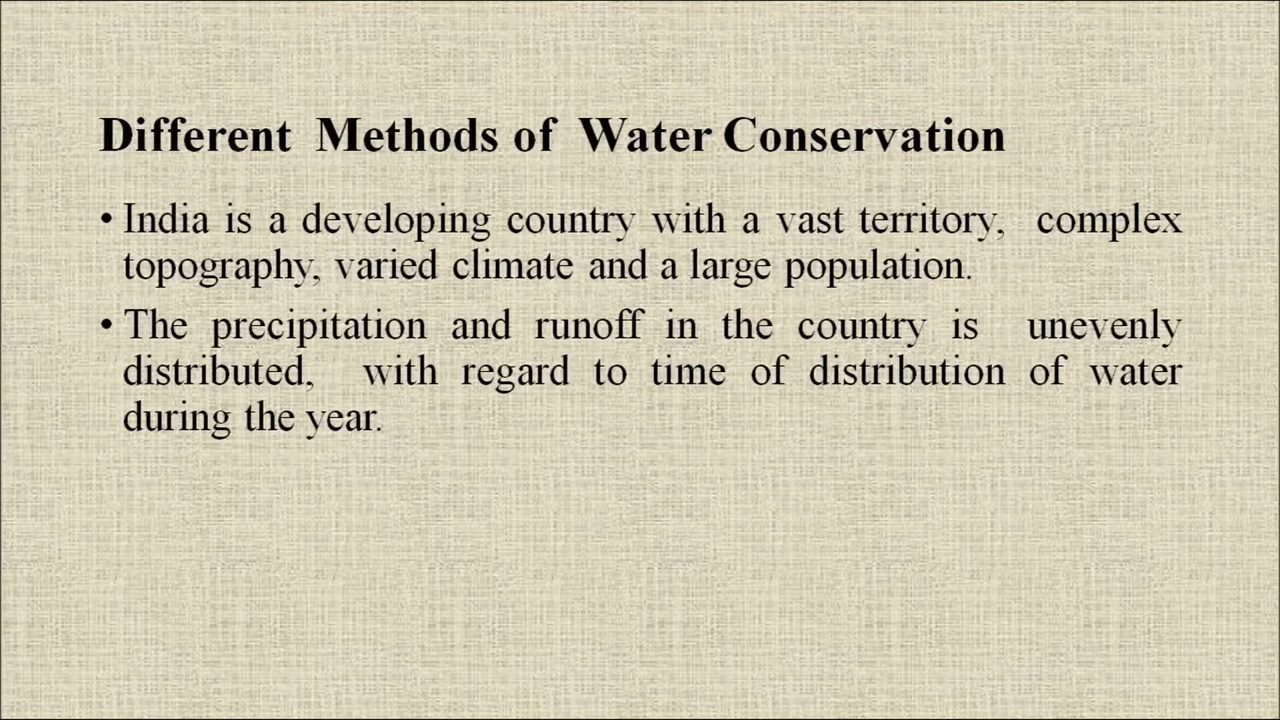 Different Methods of Water Conservation
• India is a developing country with a vast territory, complex
topography, varied climate and a large population.
• The precipitation and runoff in the country is unevenly
distributed, with regard to time of distribution of water
during the year.